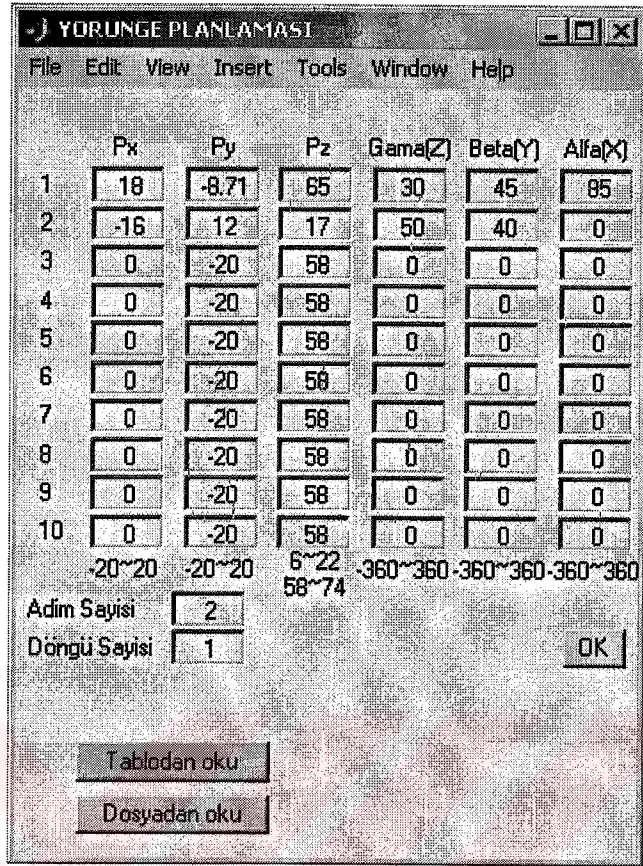 YORUNGE PLANLAMASI
File Edit View Insert Tools Window Help
Px Py Pz Gama(Z) Beta(Y) Alfa(X)
1 18 -8.71 65 30 45 85
2 -16 12 17 50 40 0
3 0 -20 58 0 0 0
4 0 -20 58 0 0 0
5 0 -20 58 0 0 0
6 0 -20 58 0 0 0
7 0 -20 58 0 0 0
8 0 -20 58 0 0 0
9 0 -20 58 0 0 0
10 0 -20 58 0 0 0
-20~20 -20~20 6~22 -360~360 -360~360 -360~360
58~74
Adim Sayisi 2
Döngü Sayisi 1
OK
Tablodan oku
Dosyadan oku